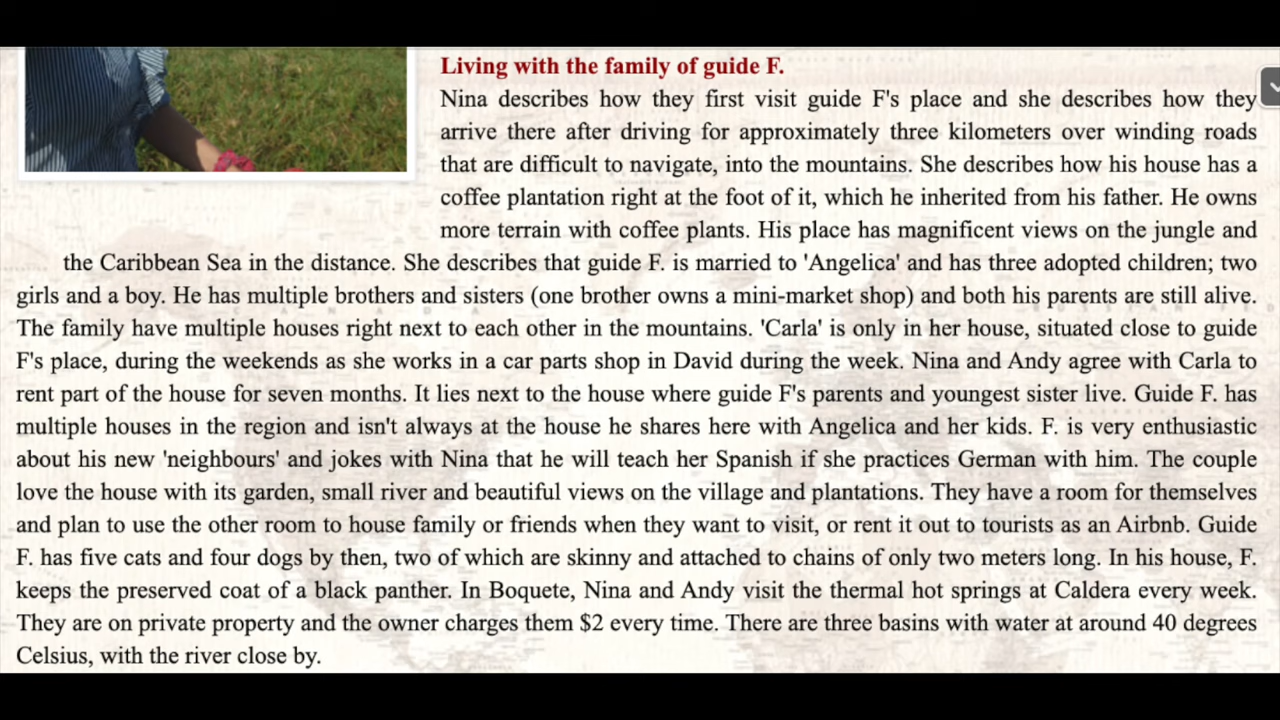 Living with the family of guide F.
Nina describes how they first visit guide F's place and she describes how they
arrive there after driving for approximately three kilometers over winding roads
that are difficult to navigate, into the mountains. She describes how his house has a
coffee plantation right at the foot of it, which he inherited from his father. He owns
more terrain with coffee plants. His place has magnificent views on the jungle and
the Caribbean Sea in the distance. She describes that guide F. is married to 'Angelica' and has three adopted children; two
girls and a boy. He has multiple brothers and sisters (one brother owns a mini-market shop) and both his parents are still alive.
The family have multiple houses right next to each other in the mountains. 'Carla' is only in her house, situated close to guide
F's place, during the weekends as she works in a car parts shop in David during the week. Nina and Andy agree with Carla to
rent part of the house for seven months. It lies next to the house where guide F's parents and youngest sister live. Guide F. has
multiple houses in the region and isn't always at the house he shares here with Angelica and her kids. F. is very enthusiastic
about his new 'neighbours' and jokes with Nina that he will teach her Spanish if she practices German with him. The couple
love the house with its garden, small river and beautiful views on the village and plantations. They have a room for themselves
and plan to use the other room to house family or friends when they want to visit, or rent it out to tourists as an Airbnb. Guide
F. has five cats and four dogs by then, two of which are skinny and attached to chains of only two meters long. In his house, F.
keeps the preserved coat of a black panther. In Boquete, Nina and Andy visit the thermal hot springs at Caldera every week.
They are on private property and the owner charges them $2 every time. There are three basins with water at around 40 degrees
Celsius, with the river close by.